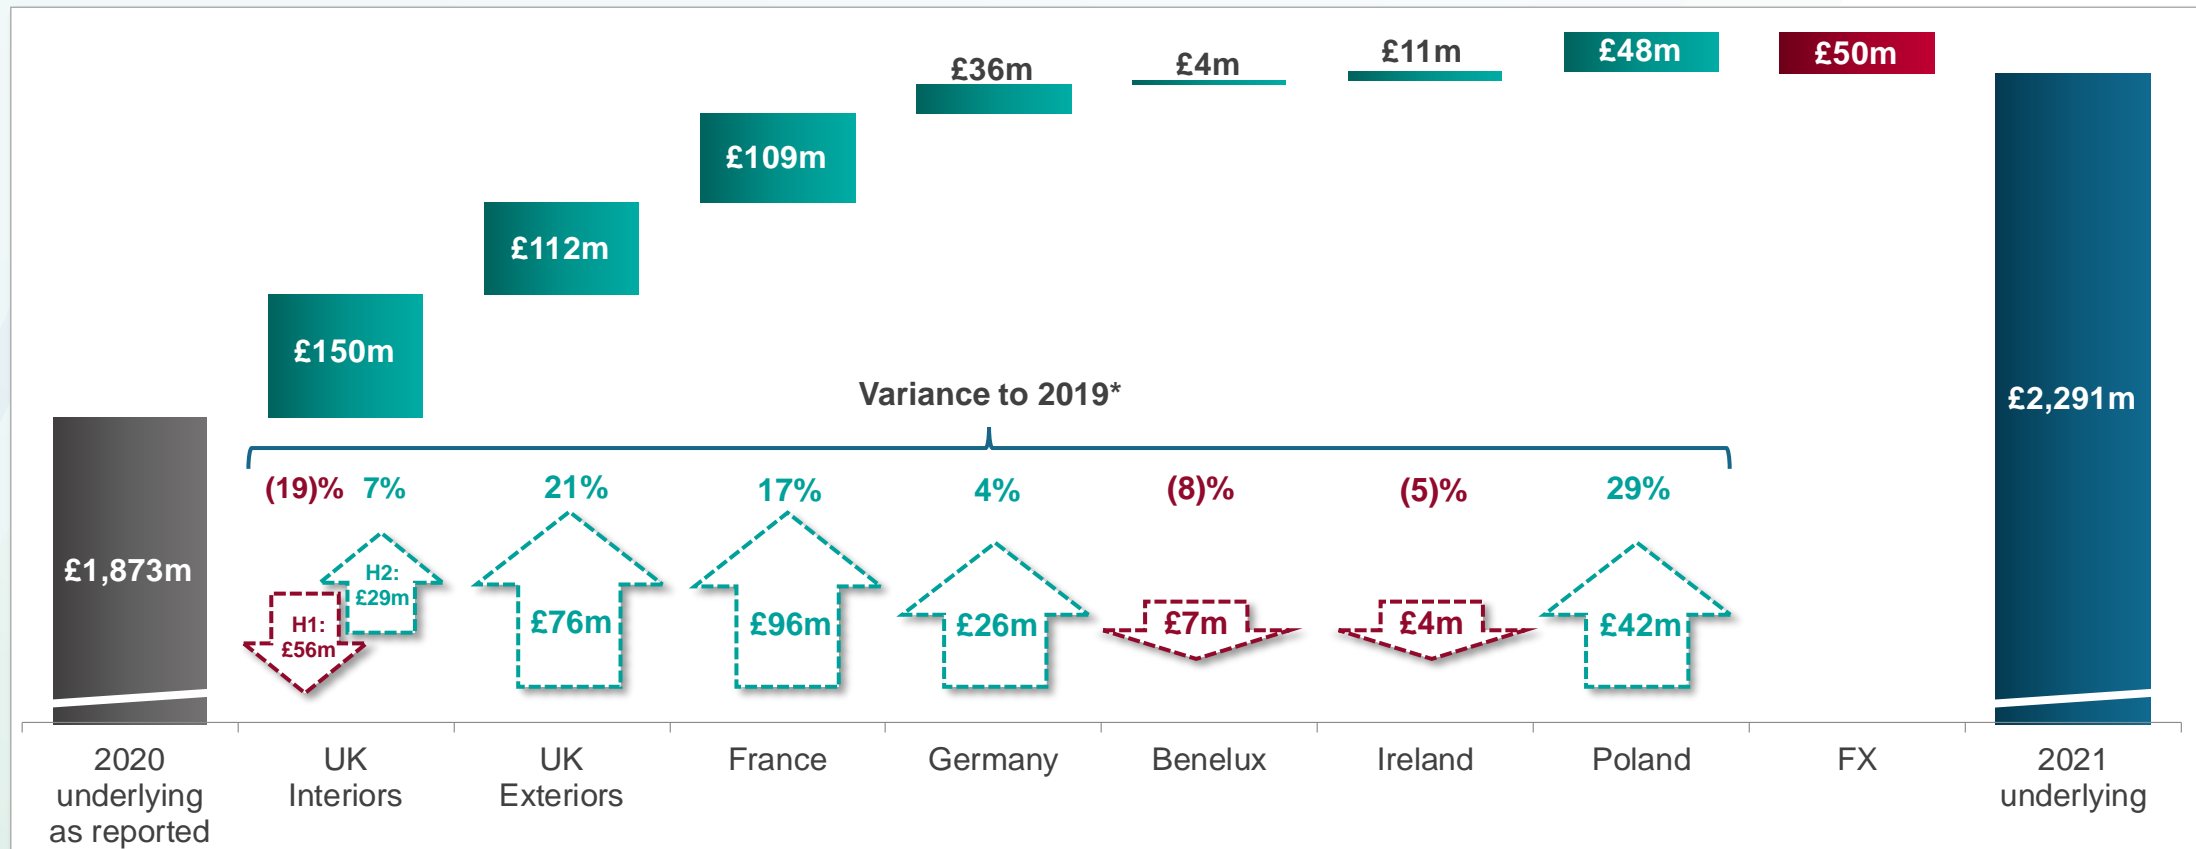 £36m
£4m
£11m
£48m
£50m
£109m
£112m
£150m
Variance to 2019*
£2,291m
(19)% 7%
21%
17%
4%
(8)%
(5)%
29%
£1,873m
H2:
£29m
H1:
£56m
£76m
£96m
£26m
£7m
£4m
£42m
2020
underlying
as reported
UK
Interiors
UK
Exteriors
France
Germany
Benelux
Ireland
Poland
FX
2021
underlying